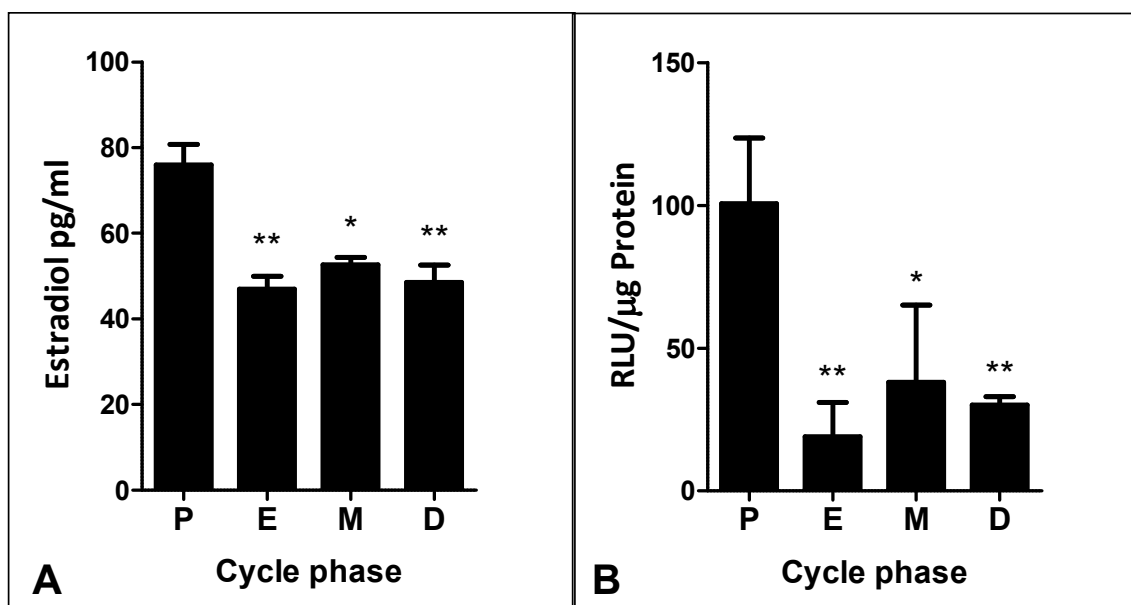 100
80
60
40
20
0
Estradiol pg/ml
**
*
**
P E M D
Cycle phase
A
150
100
50
0
RLU/µg Protein
**
*
**
P E M D
Cycle phase
B